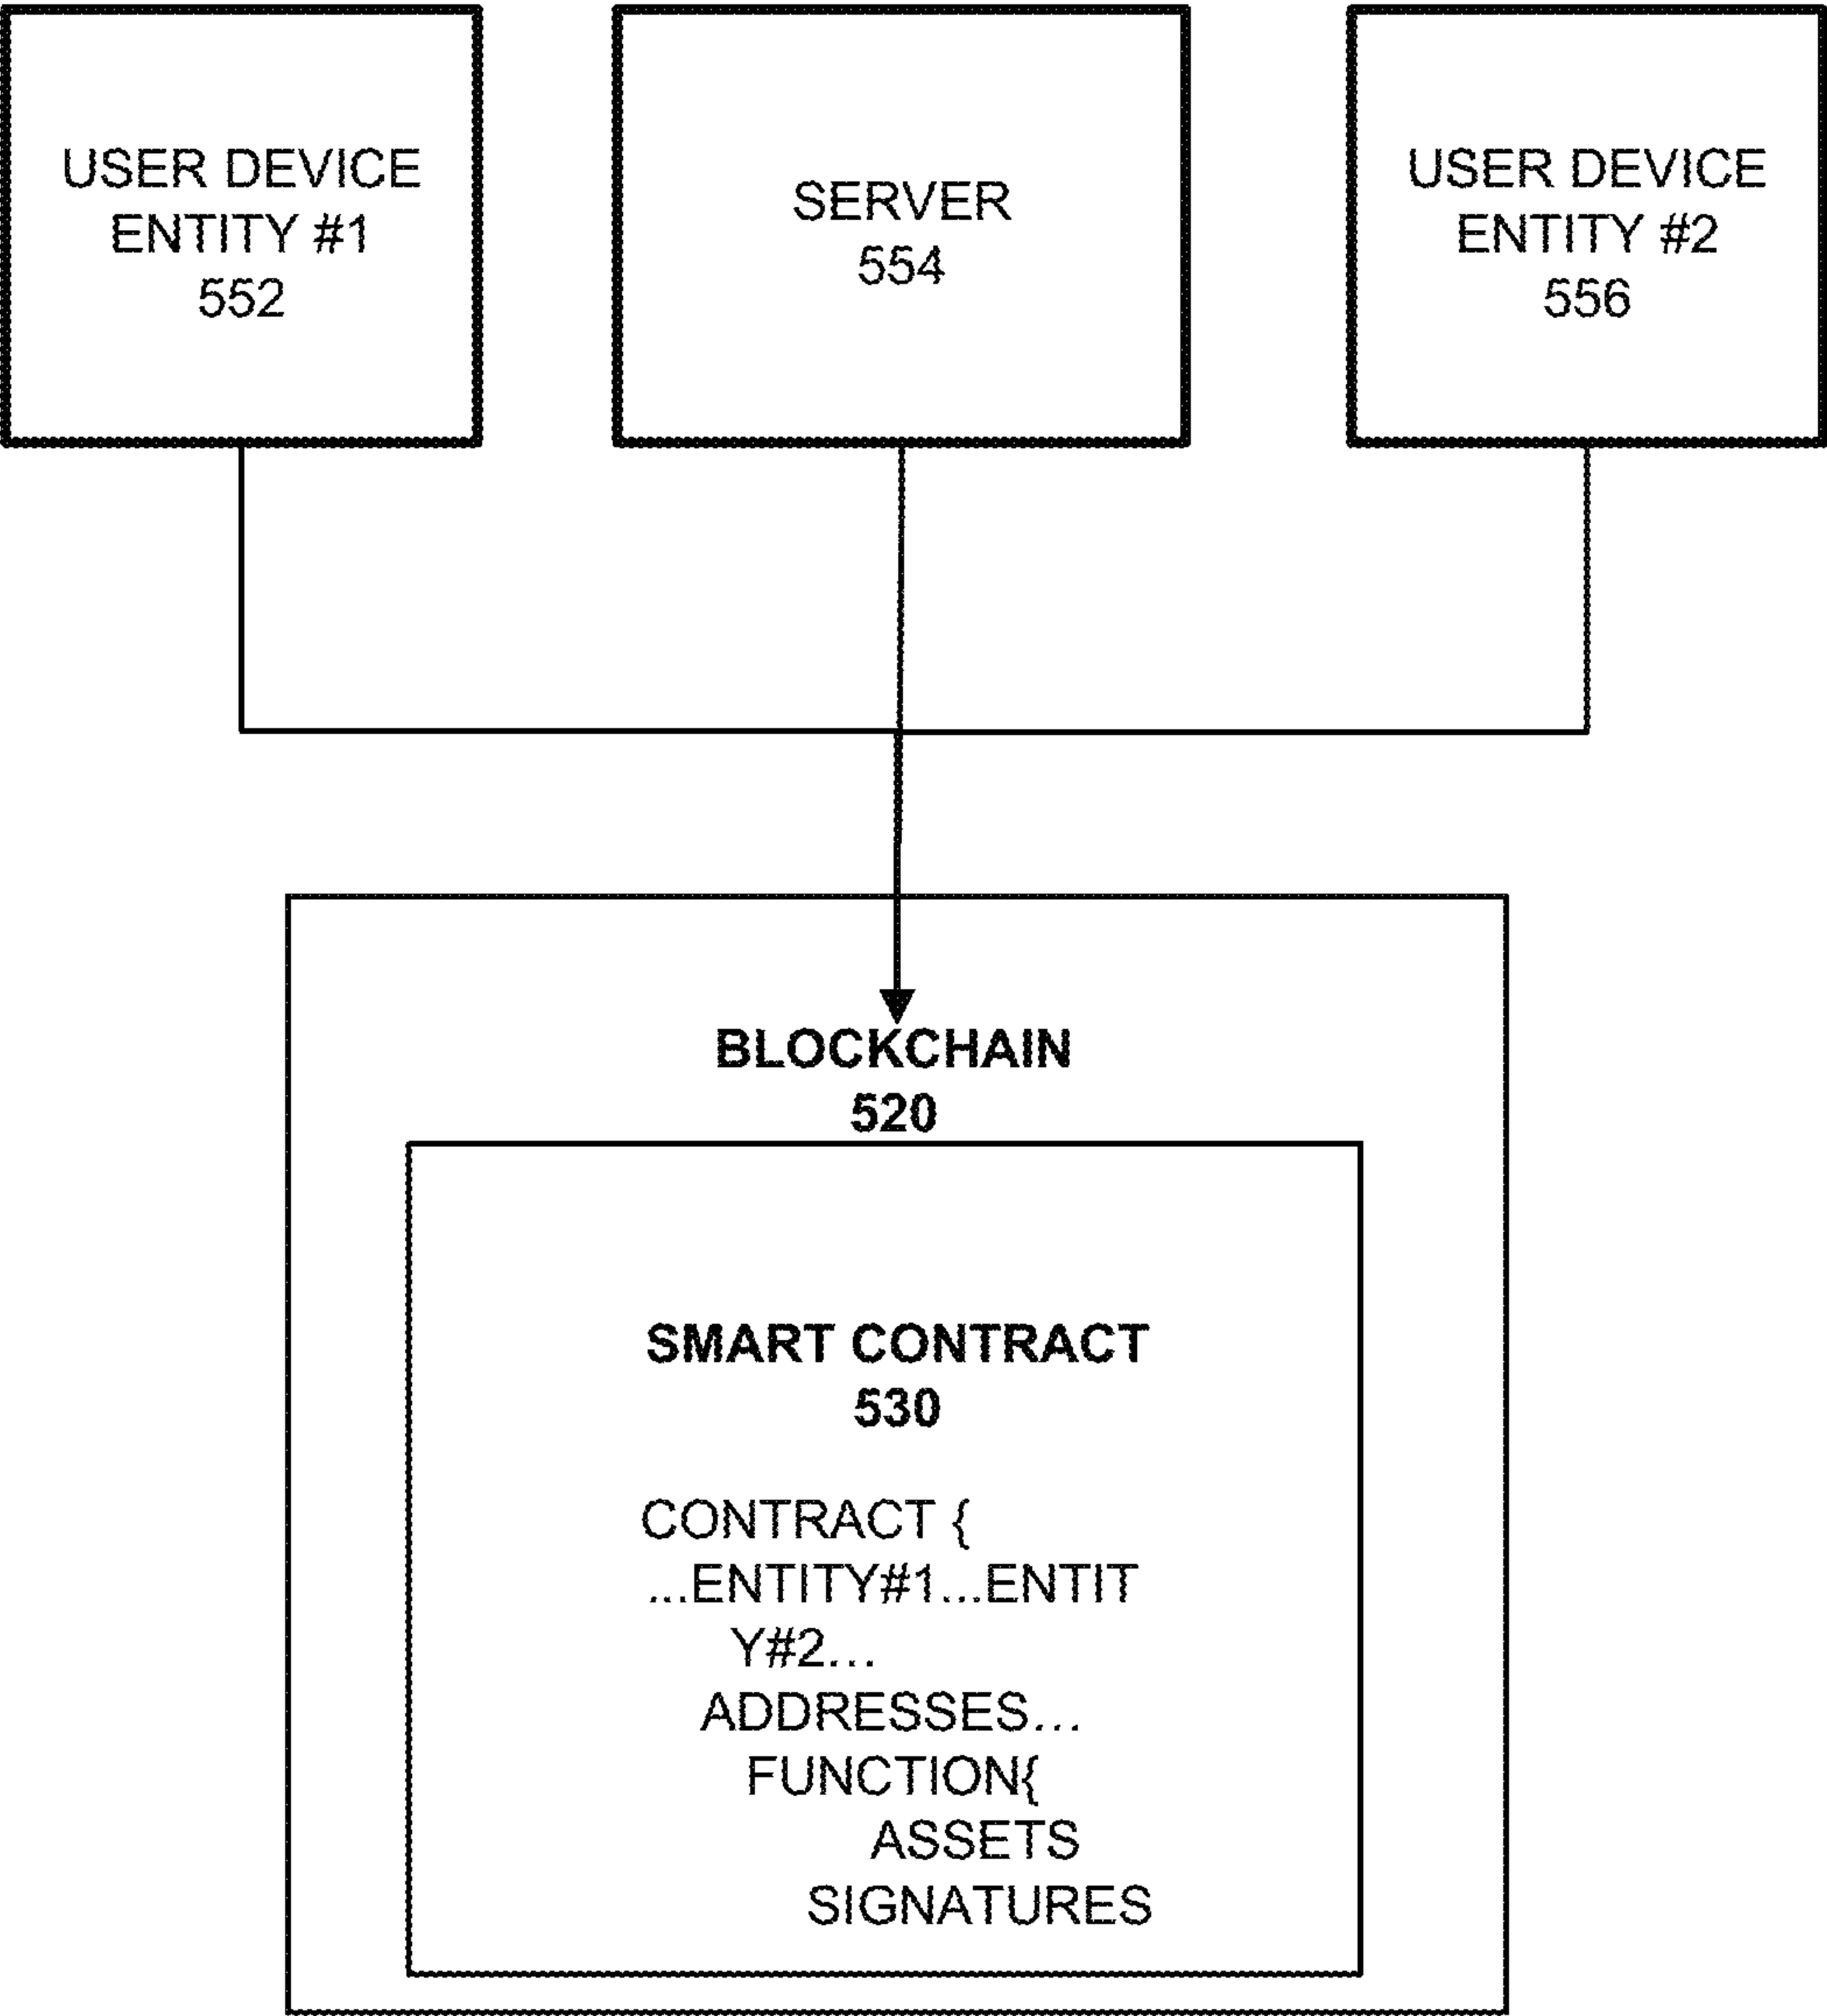 USER DEVICE
ENTITY #1
552
SERVER
554
USER DEVICE
ENTITY #2
556
BLOCKCHAIN
520
SMART CONTRACT
530
CONTRACT {
...ENTITY#1...ENTIT
Y#2...
ADDRESSES...
FUNCTION{
ASSETS
SIGNATURES